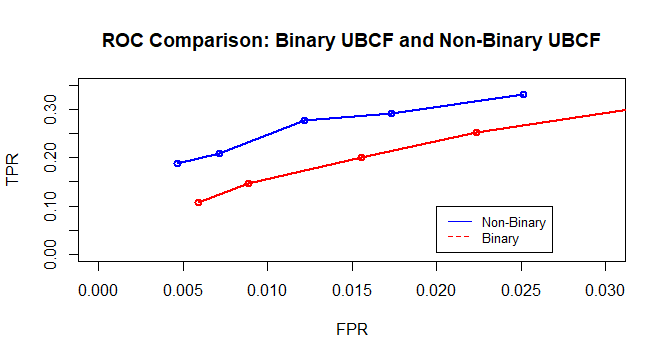 ROC Comparison: Binary UBCF and Non-Binary UBCF
TPR
0.30
0.20
0.10
0.00
Non-Binary
Binary
0.000 0.005 0.010 0.015 0.020 0.025 0.030
FPR